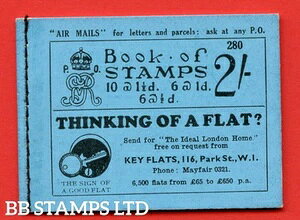 "AIR MAILS" for letters and parcels: ask at any P.O.
280
Book of
STAMPS
10 @ 1½d. 6 @ 1d.
6 @ ½d.
2/-
P O
GR
THINKING OF A FLAT?
Send for "The Ideal London Home"
free on request from
KEY FLATS, 116, Park St., W.1.
Phone: Mayfair 0321.
6,500 flats from £65 to £650 p.a.
THE SIGN OF
A GOOD FLAT
BB STAMPS LTD